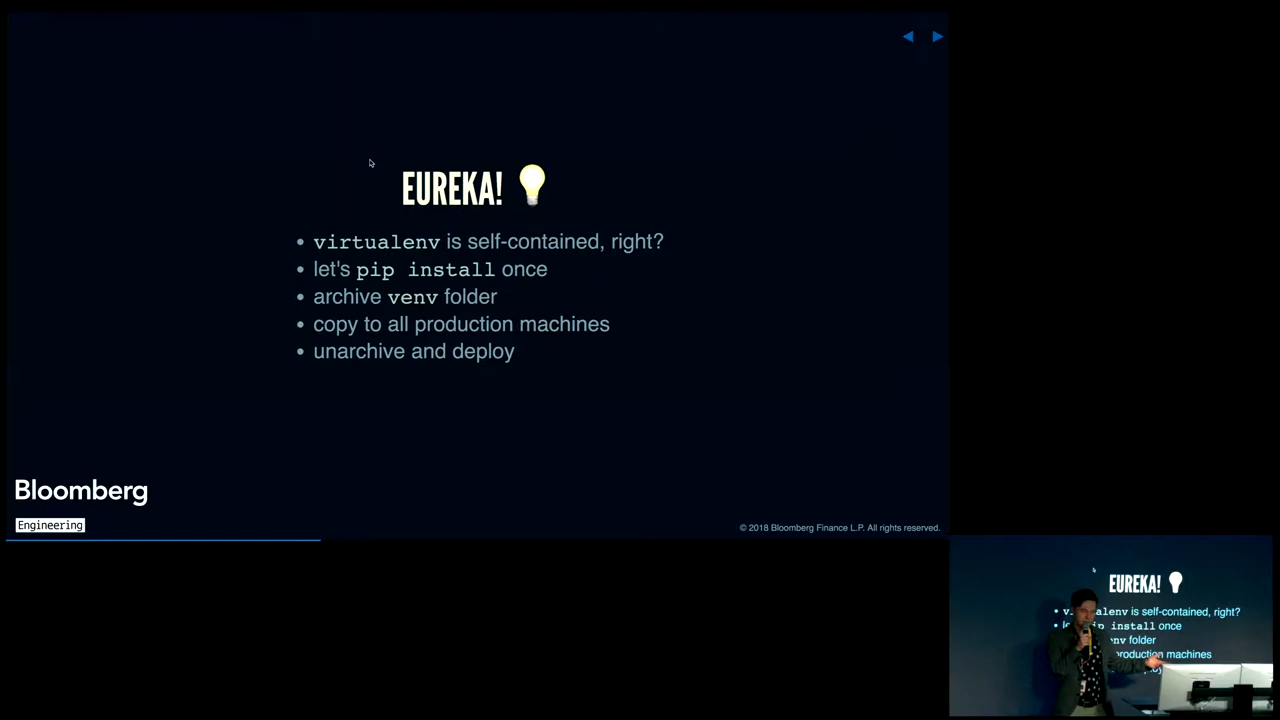 EUREKA!
virtualenv is self-contained, right?
let's pip install once
archive venv folder
copy to all production machines
unarchive and deploy
Bloomberg
Engineering
© 2018 Bloomberg Finance L.P. All rights reserved.
EUREKA!
is self-contained, right?
install once
folder
production machines